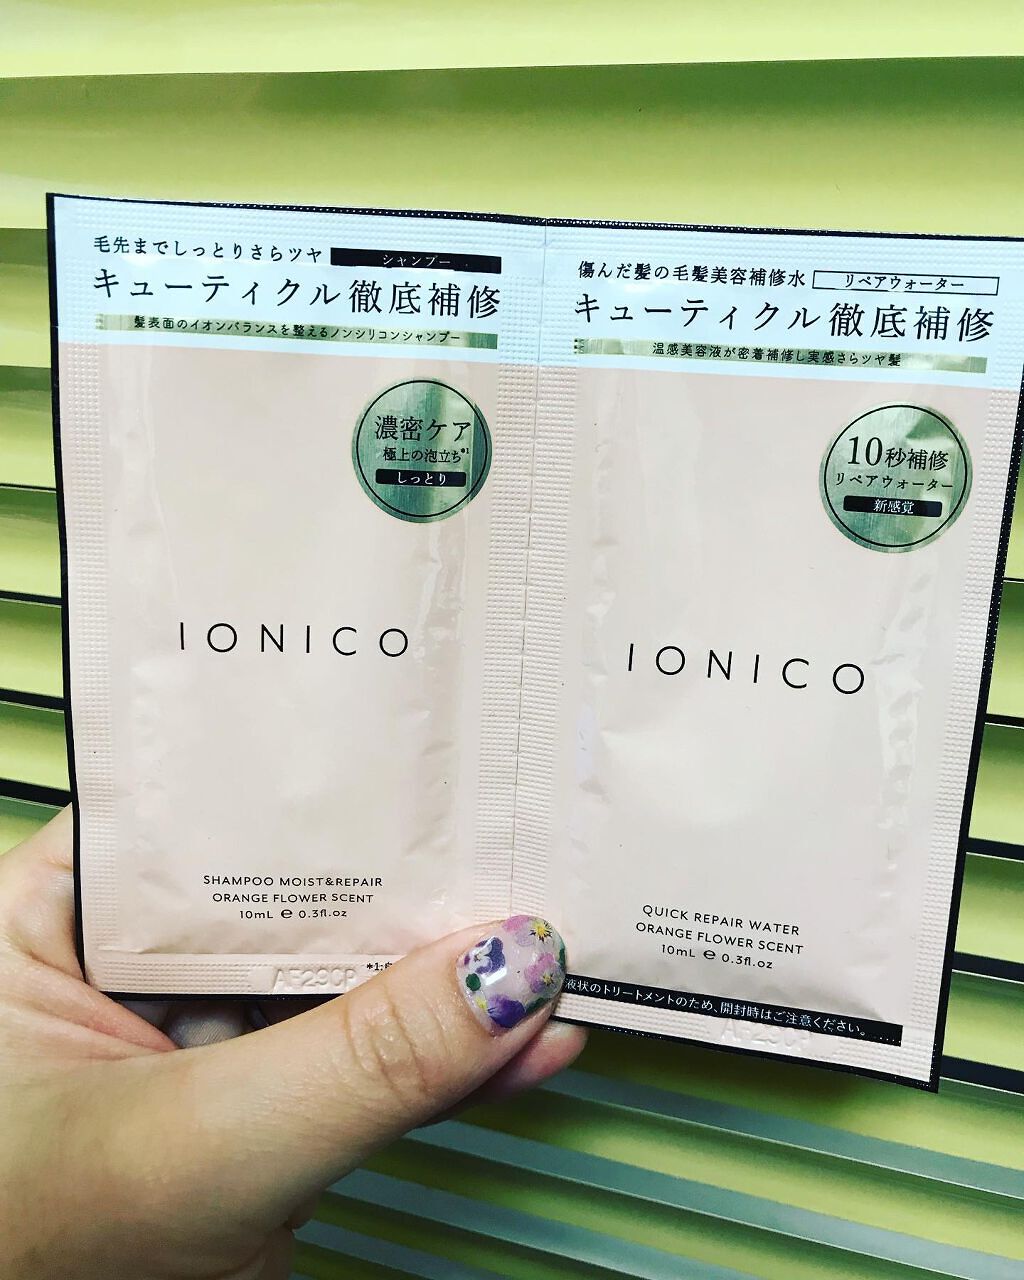 毛先までしっとりさらツヤ シャンプー
キューティクル徹底補修
髪表面のイオンバランスを整えるノンシリコンシャンプー
濃密ケア
極上の泡立ち*1
しっとり
IONICO
SHAMPOO MOIST&REPAIR
ORANGE FLOWER SCENT
10mL ℮ 0.3fl.oz
*1:
傷んだ髪の毛髪美容補修水 リペアウォーター
キューティクル徹底補修
温感美容液が密着補修し実感さらツヤ髪
10秒補修
リペアウォーター
新感覚
IONICO
QUICK REPAIR WATER
ORANGE FLOWER SCENT
10mL ℮ 0.3fl.oz
液状のトリートメントのため、開封時はご注意ください。